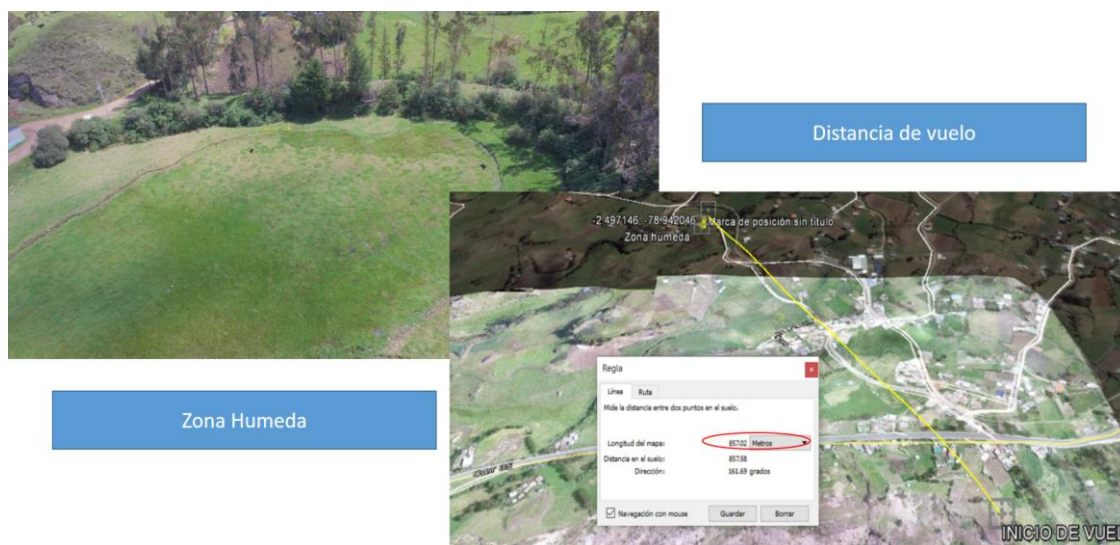 Distancia de vuelo
-2.497146, -78.942046 Marca de posición sin título
Zona humeda
Zona Humeda
Regla
Línea Ruta
Mide la distancia entre dos puntos en el suelo.
Longitud del mapa: 857.02 Metros
Distancia en el suelo: 857.58
Dirección: 161.69 grados
Navegación con mouse Guardar Borrar
INICIO DE VUE